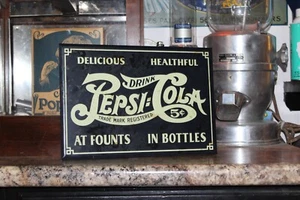 DELICIOUS HEALTHFUL
DRINK
PEPSI=COLA
5¢
TRADE MARK REGISTERED
AT FOUNTS IN BOTTLES